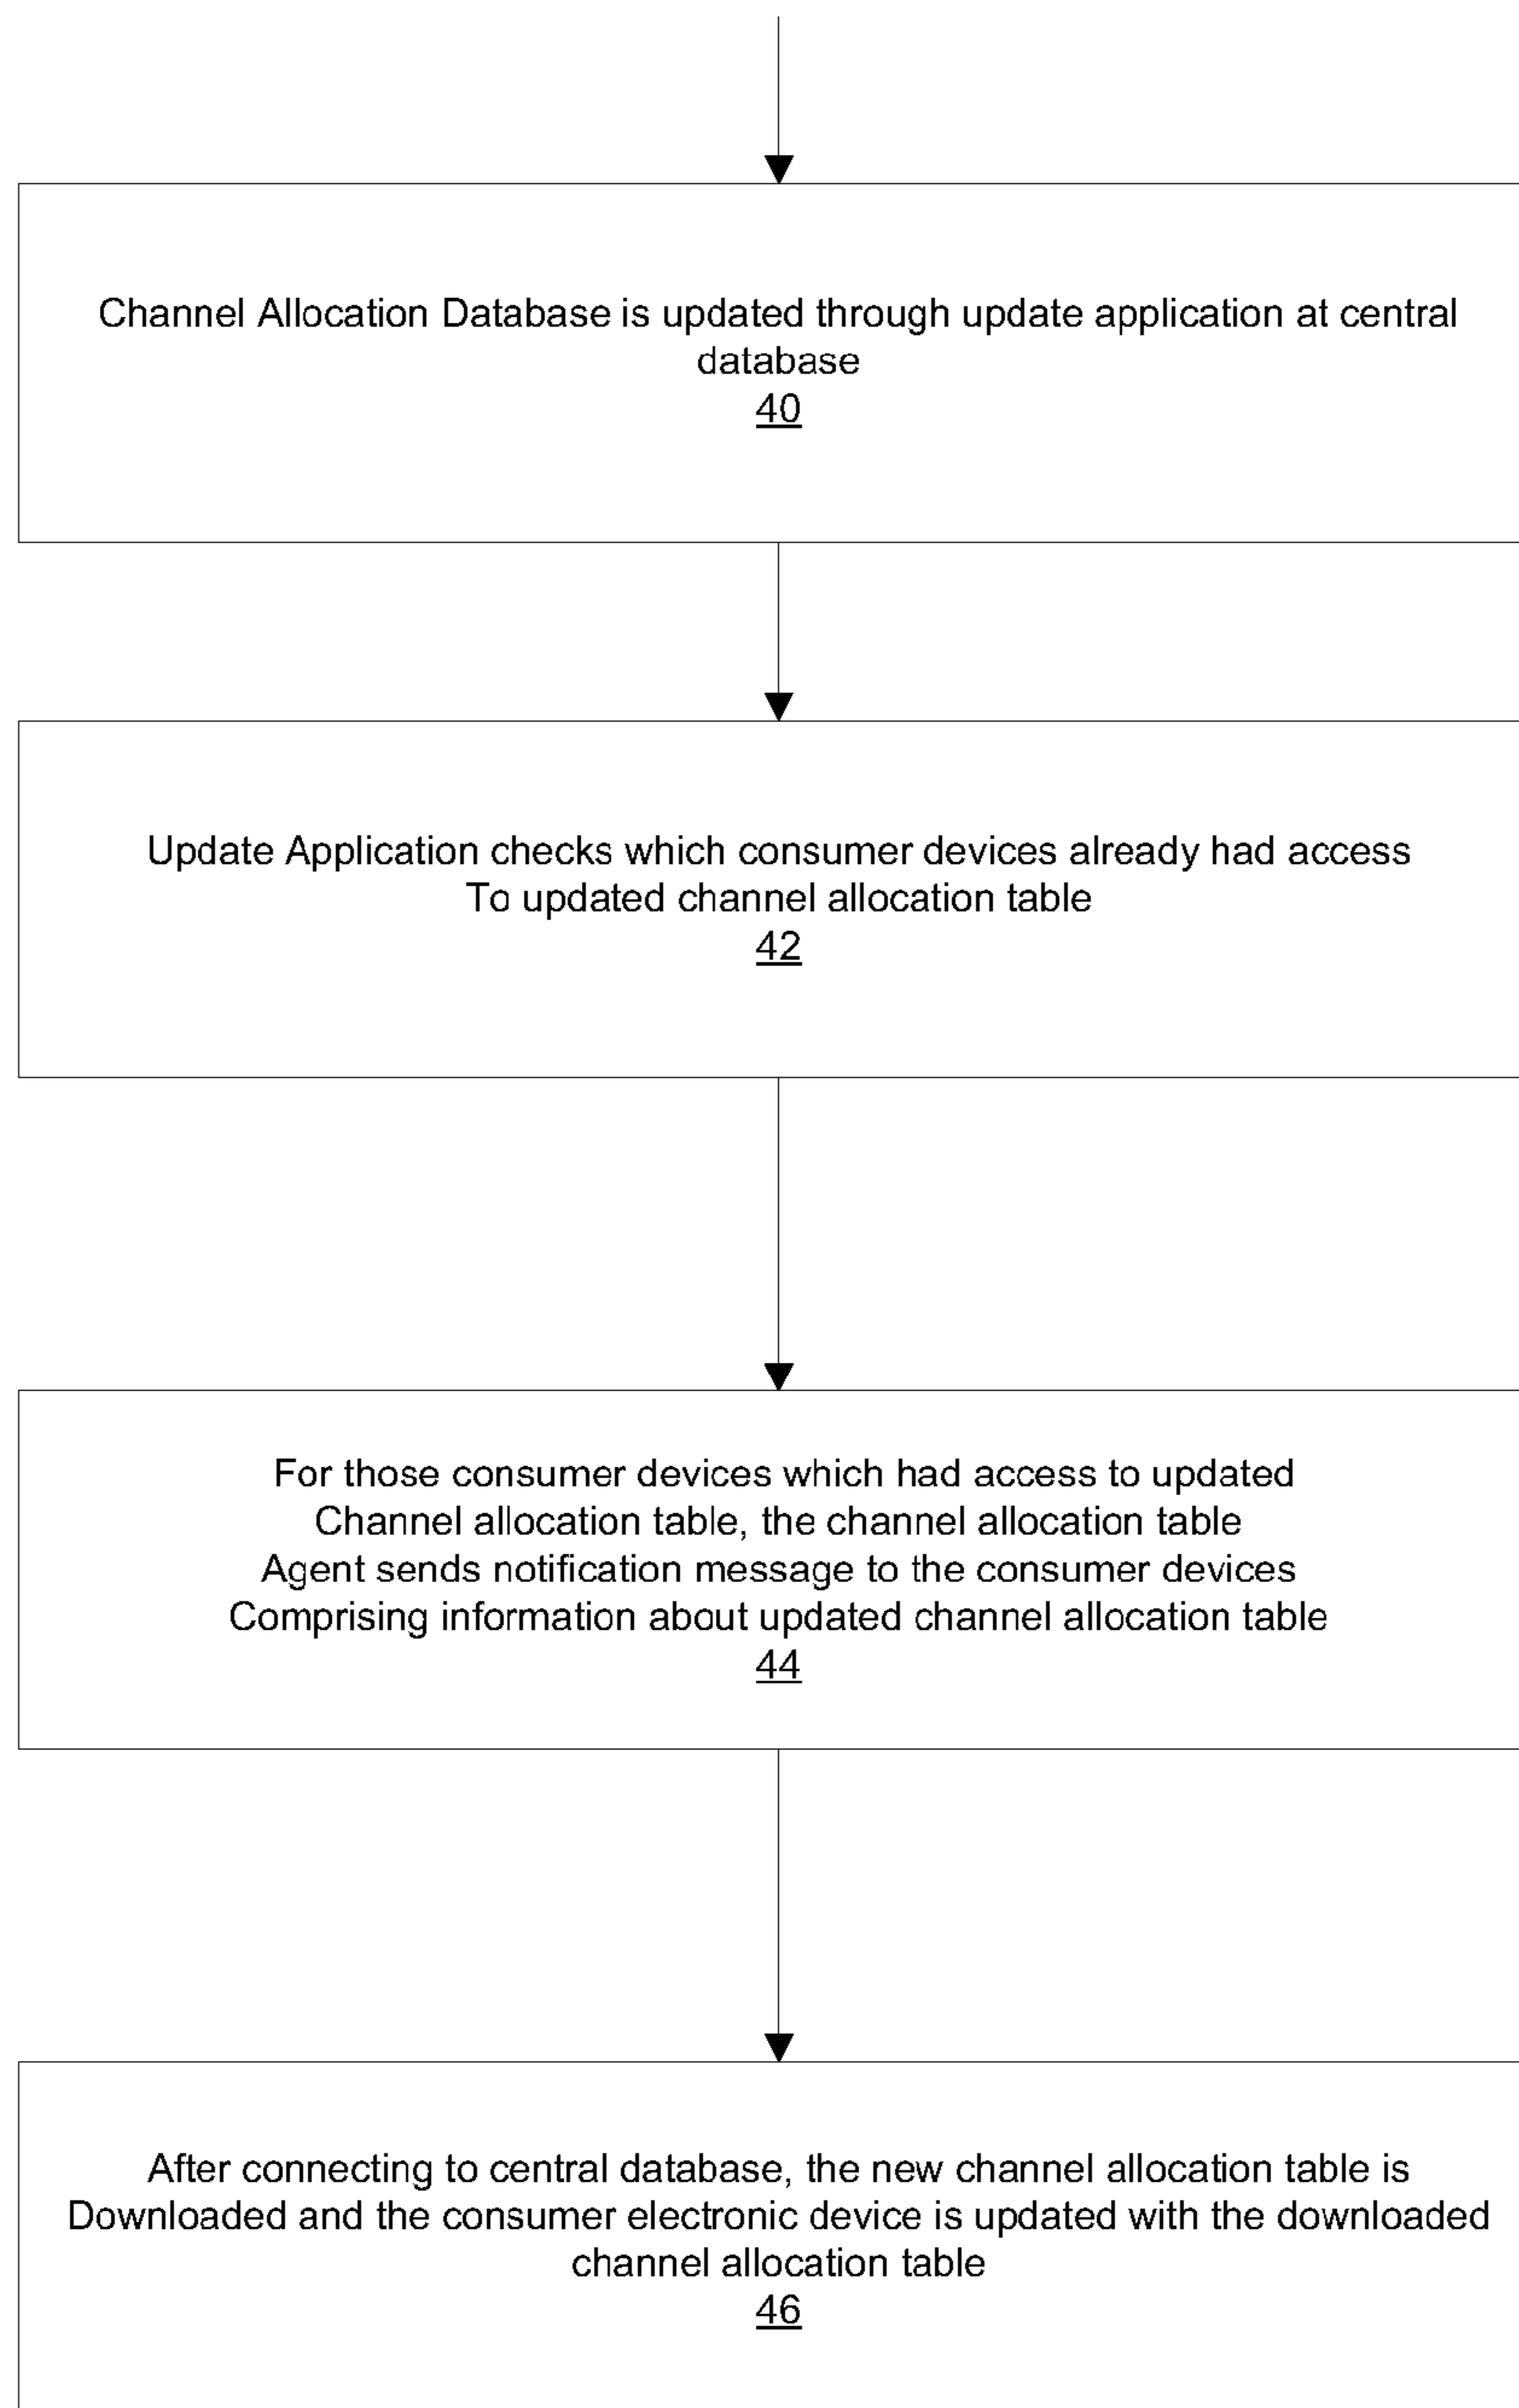 Channel Allocation Database is updated through update application at central
database
40
Update Application checks which consumer devices already had access
To updated channel allocation table
42
For those consumer devices which had access to updated
Channel allocation table, the channel allocation table
Agent sends notification message to the consumer devices
Comprising information about updated channel allocation table
44
After connecting to central database, the new channel allocation table is
Downloaded and the consumer electronic device is updated with the downloaded
channel allocation table
46